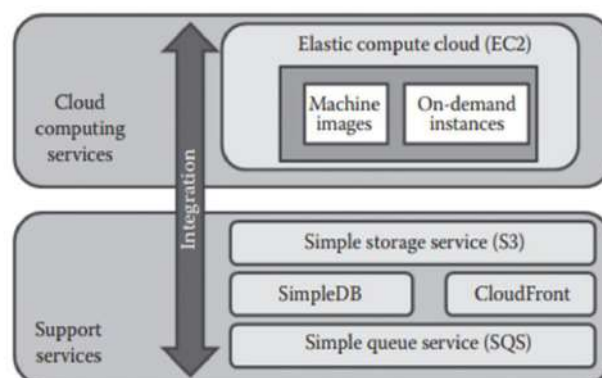 Elastic compute cloud (EC2)
Cloud
computing
services
Machine
images
On-demand
instances
Integration
Simple storage service (S3)
SimpleDB
CloudFront
Support
services
Simple queue service (SQS)